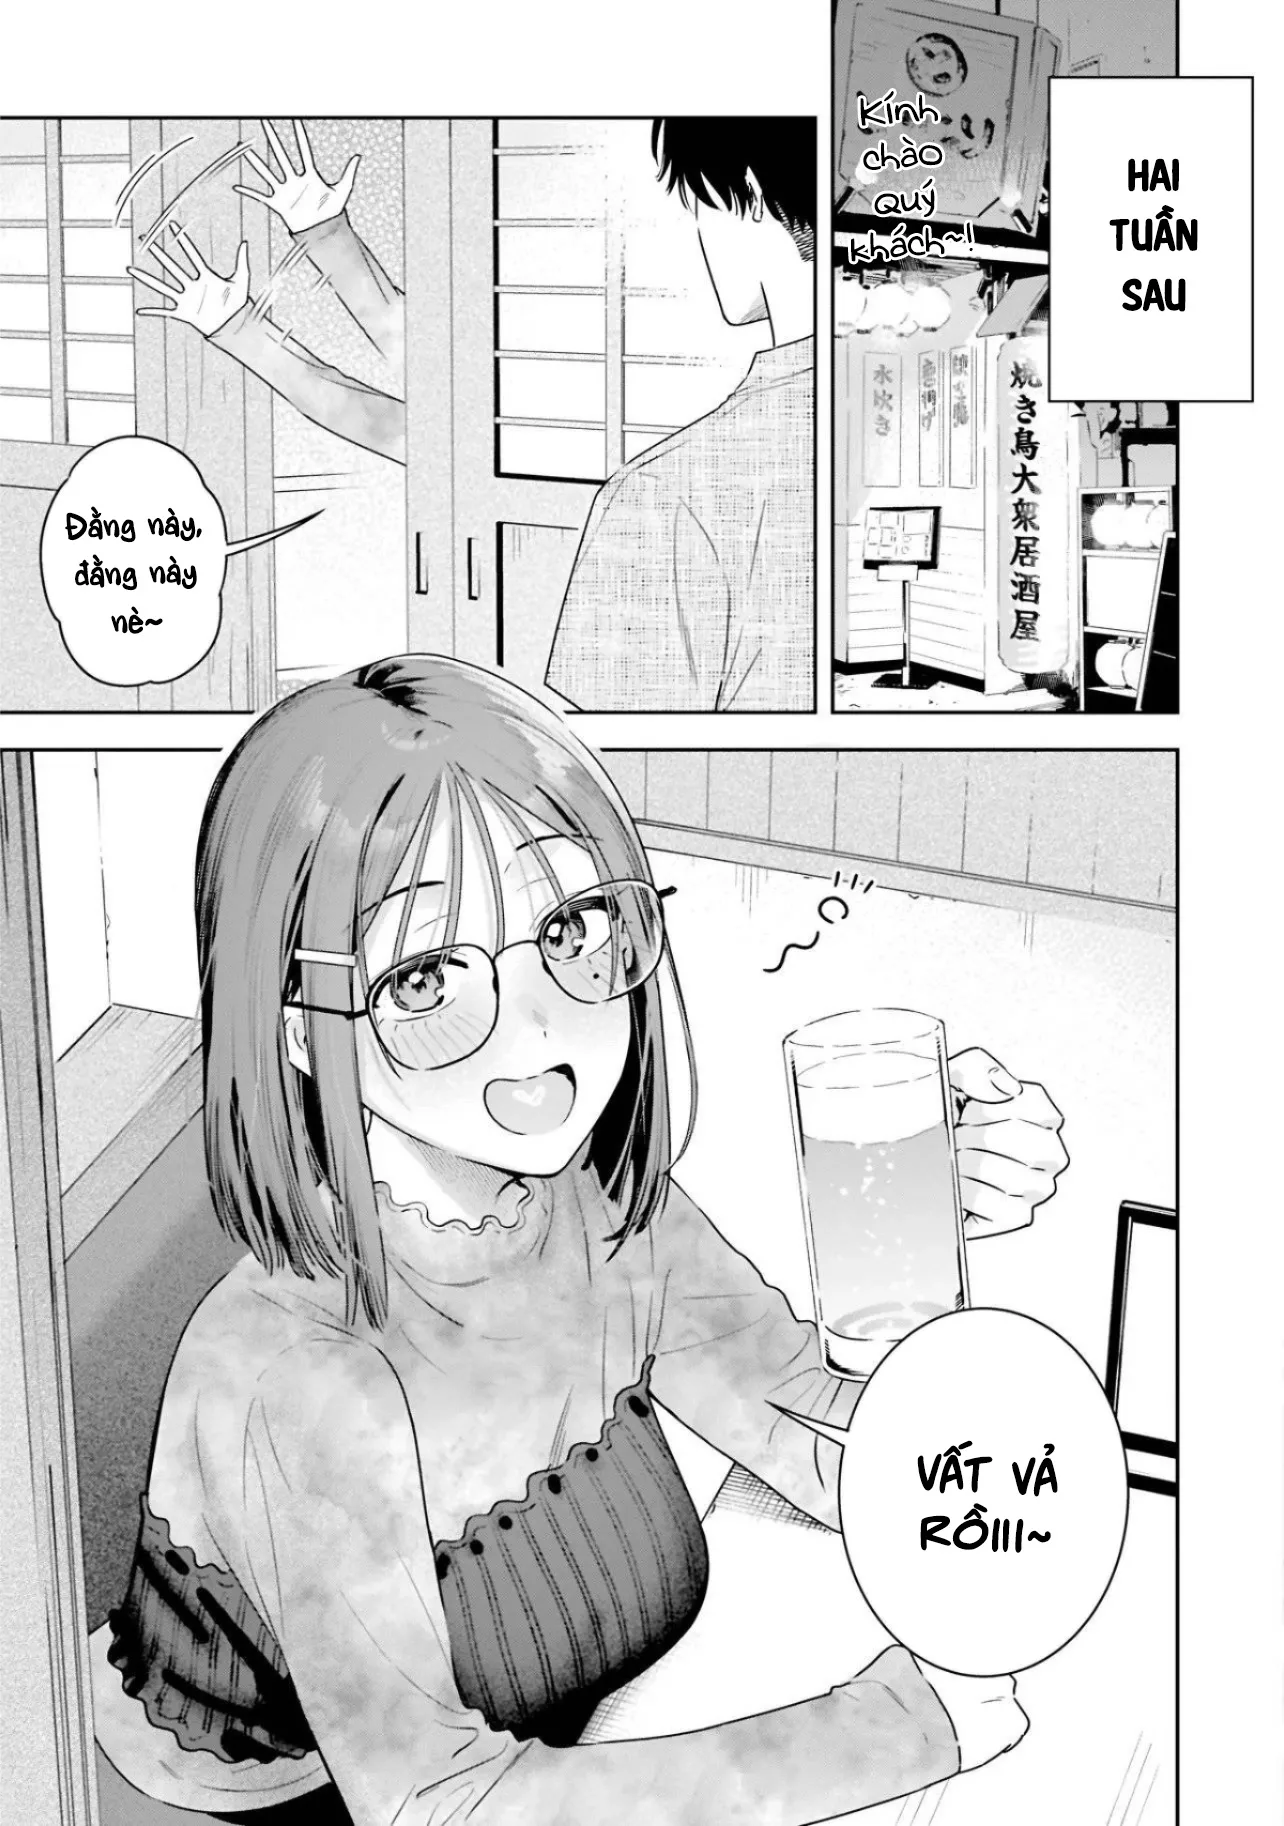 HAI
TUẦN
SAU
Kính
chào
Quý
khách~!
焼き鳥大衆居酒屋
水炊き
Đằng này,
đằng này
nè~
VẤT VẢ
RỒIII~